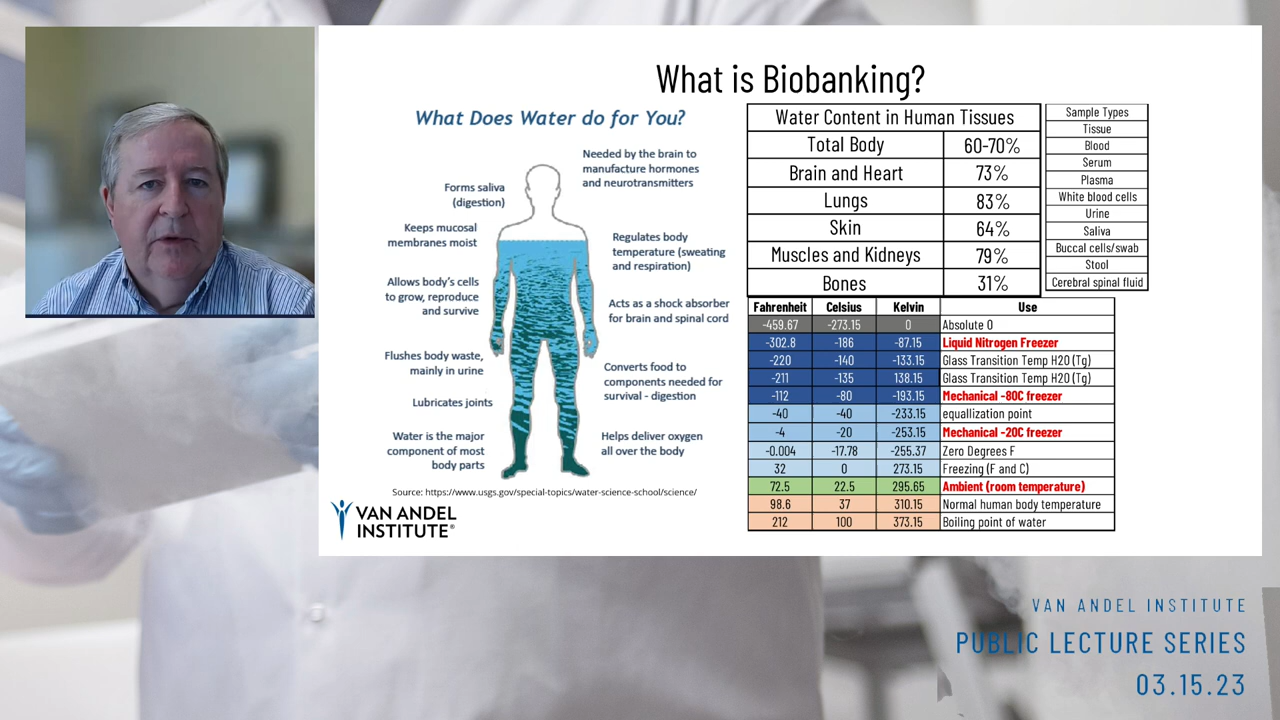 What is Biobanking?
What Does Water do for You?
Needed by the brain to
manufacture hormones
and neurotransmitters
Forms saliva
(digestion)
Keeps mucosal
membranes moist
Regulates body
temperature (sweating
and respiration)
Allows body's cells
to grow, reproduce
and survive
Acts as a shock absorber
for brain and spinal cord
Flushes body waste,
mainly in urine
Converts food to
components needed for
survival - digestion
Lubricates joints
Water is the major
component of most
body parts
Helps deliver oxygen
all over the body
Source: https://www.usgs.gov/special-topics/water-science-school/science/
VAN ANDEL
INSTITUTE®
Water Content in Human Tissues
Total Body 60-70%
Brain and Heart 73%
Lungs 83%
Skin 64%
Muscles and Kidneys 79%
Bones 31%
Sample Types
Tissue
Blood
Serum
Plasma
White blood cells
Urine
Saliva
Buccal cells/swab
Stool
Cerebral spinal fluid
Fahrenheit Celsius Kelvin Use
-459.67 -273.15 0 Absolute 0
-302.8 -186 -87.15 Liquid Nitrogen Freezer
-220 -140 -133.15 Glass Transition Temp H20 (Tg)
-211 -135 138.15 Glass Transition Temp H20 (Tg)
-112 -80 -193.15 Mechanical -80C freezer
-40 -40 -233.15 equallization point
-4 -20 -253.15 Mechanical -20C freezer
-0.004 -17.78 -255.37 Zero Degrees F
32 0 273.15 Freezing (F and C)
72.5 22.5 295.65 Ambient (room temperature)
98.6 37 310.15 Normal human body temperature
212 100 373.15 Boiling point of water
VAN ANDEL INSTITUTE
PUBLIC LECTURE SERIES
03.15.23